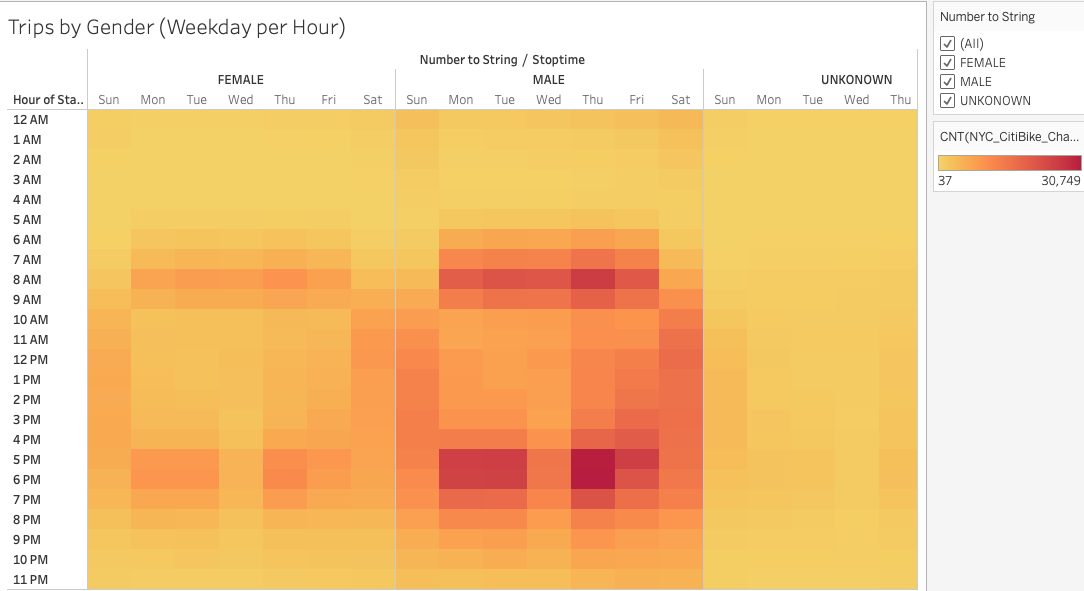 Trips by Gender (Weekday per Hour)
Number to String / Stoptime
FEMALE MALE UNKONOWN
Hour of Sta.. Sun Mon Tue Wed Thu Fri Sat Sun Mon Tue Wed Thu Fri Sat Sun Mon Tue Wed Thu
12 AM
1 AM
2 AM
3 AM
4 AM
5 AM
6 AM
7 AM
8 AM
9 AM
10 AM
11 AM
12 PM
1 PM
2 PM
3 PM
4 PM
5 PM
6 PM
7 PM
8 PM
9 PM
10 PM
11 PM
Number to String
(All)
FEMALE
MALE
UNKONOWN
CNT(NYC_CitiBike_Cha...
37 30,749